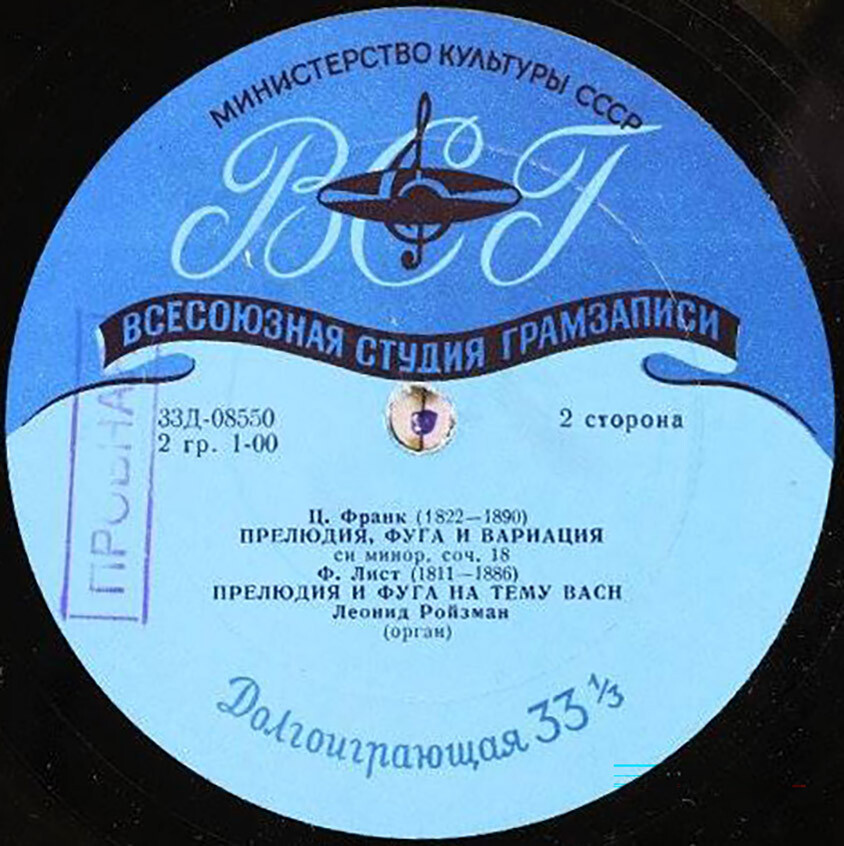 МИНИСТЕРСТВО КУЛЬТУРЫ СССР
ВСГ
ВСЕСОЮЗНАЯ СТУДИЯ ГРАМЗАПИСИ
33Д-08550
2 гр. 1-00
2 сторона
ПРОБНАЯ
Ц. Франк (1822—1890)
ПРЕЛЮДИЯ, ФУГА И ВАРИАЦИЯ
си минор, соч. 18
Ф. Лист (1811—1886)
ПРЕЛЮДИЯ И ФУГА НА ТЕМУ BACH
Леонид Ройзман
(орган)
Долгоиграющая 33 1/3